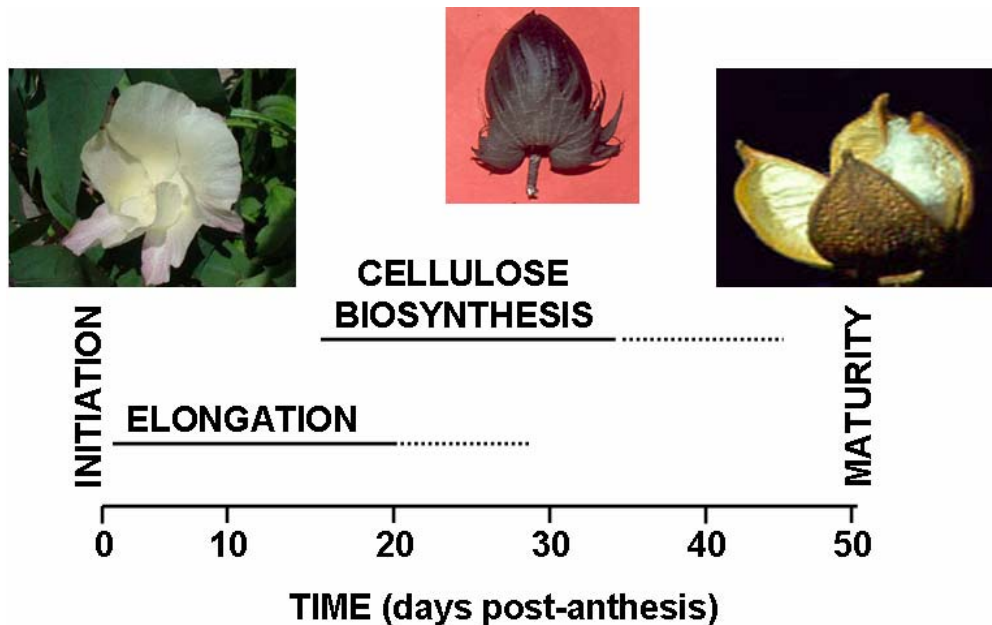 CELLULOSE
BIOSYNTHESIS
INITIATION
ELONGATION
MATURITY
0 10 20 30 40 50
TIME (days post-anthesis)